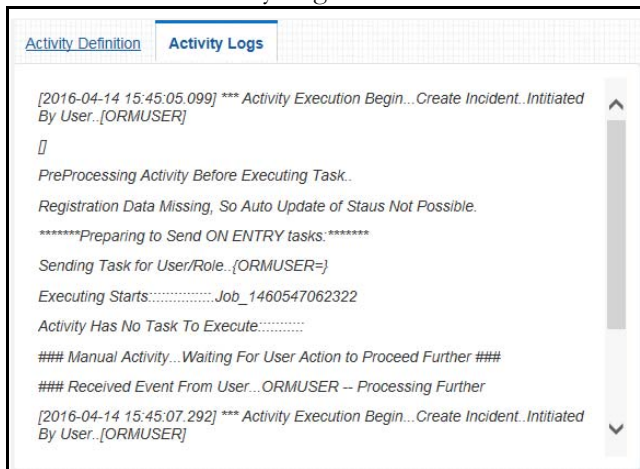 Activity Definition
Activity Logs
[2016-04-14 15:45:05.099] *** Activity Execution Begin...Create Incident..Intitiated
By User..[ORMUSER]
[]
PreProcessing Activity Before Executing Task..
Registration Data Missing, So Auto Update of Staus Not Possible.
*******Preparing to Send ON ENTRY tasks:*******
Sending Task for User/Role..{ORMUSER=}
Executing Starts:::::::::::::::.Job_1460547062322
Activity Has No Task To Execute:::::::::::
### Manual Activity...Waiting For User Action to Proceed Further ###
### Received Event From User...ORMUSER -- Processing Further
[2016-04-14 15:45:07.292] *** Activity Execution Begin...Create Incident..Intitiated
By User..[ORMUSER]